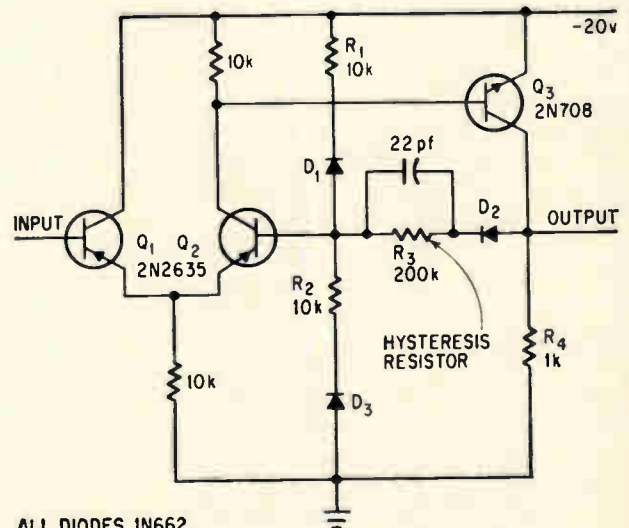 -20v
10k
R1
10k
Q3
2N708
22 pf
D1
D2
INPUT
OUTPUT
Q1 Q2
2N2635
R2
10k
R3
200k
R4
1k
HYSTERESIS
RESISTOR
10k
D3
ALL DIODES 1N662